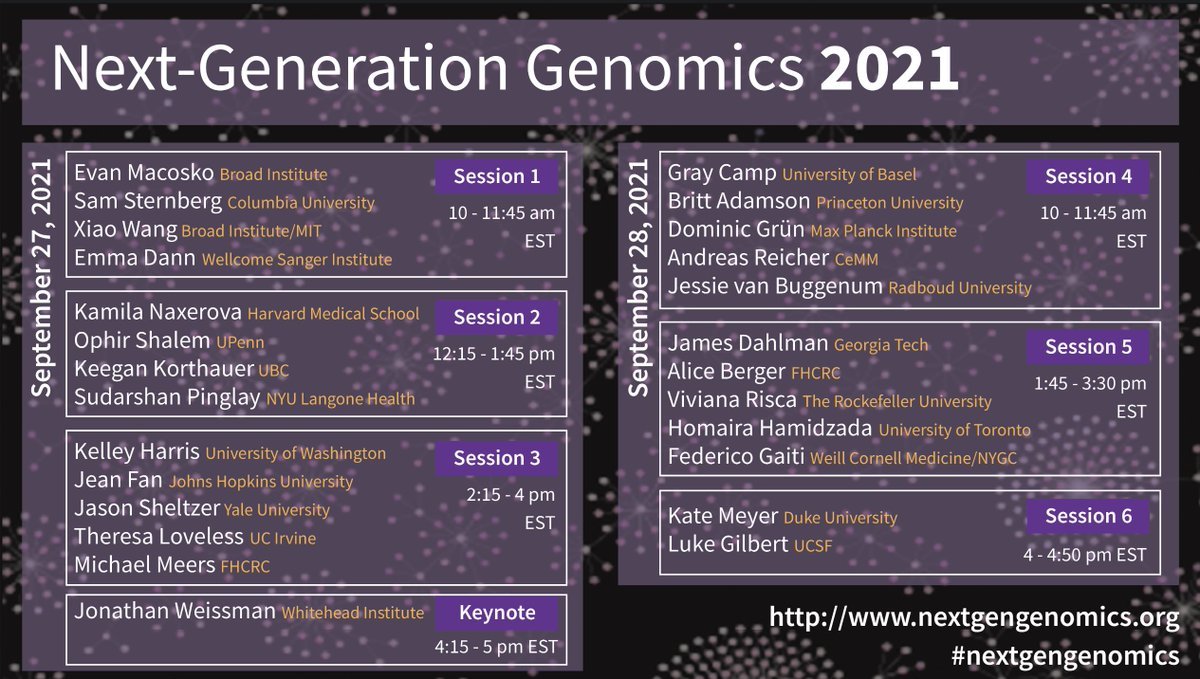 Next-Generation Genomics 2021
September 27, 2021
Evan Macosko Broad Institute
Sam Sternberg Columbia University
Xiao Wang Broad Institute/MIT
Emma Dann Wellcome Sanger Institute
Session 1
10 - 11:45 am
EST
Kamila Naxerova Harvard Medical School
Ophir Shalem UPenn
Keegan Korthauer UBC
Sudarshan Pinglay NYU Langone Health
Session 2
12:15 - 1:45 pm
EST
Kelley Harris University of Washington
Jean Fan Johns Hopkins University
Jason Sheltzer Yale University
Theresa Loveless UC Irvine
Michael Meers FHCRC
Session 3
2:15 - 4 pm
EST
Jonathan Weissman Whitehead Institute
Keynote
4:15 - 5 pm EST
September 28, 2021
Gray Camp University of Basel
Britt Adamson Princeton University
Dominic Grün Max Planck Institute
Andreas Reicher CeMM
Jessie van Buggenum Radboud University
Session 4
10 - 11:45 am
EST
James Dahlman Georgia Tech
Alice Berger FHCRC
Viviana Risca The Rockefeller University
Homaira Hamidzada University of Toronto
Federico Gaiti Weill Cornell Medicine/NYGC
Session 5
1:45 - 3:30 pm
EST
Kate Meyer Duke University
Luke Gilbert UCSF
Session 6
4 - 4:50 pm EST
http://www.nextgengenomics.org
#nextgengenomics